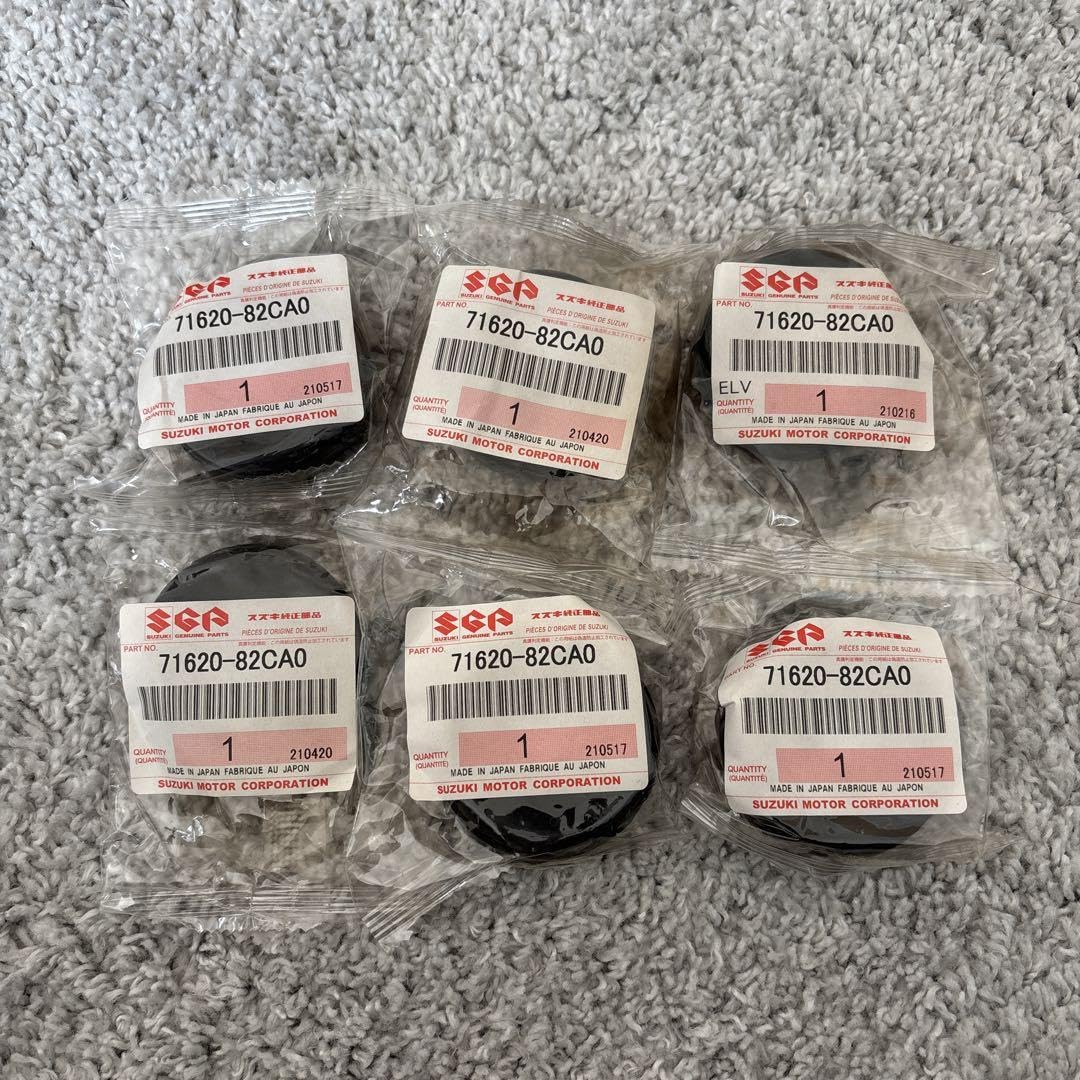 SGP スズキ純正部品
SUZUKI GENUINE PARTS PIÈCES D'ORIGINE DE SUZUKI
71620-82CA0
QUANTITY 1 210517
(QUANTITÉ)
MADE IN JAPAN FABRIQUE AU JAPON
SUZUKI MOTOR CORPORATION
SGP スズキ純正部品
SUZUKI GENUINE PARTS PIÈCES D'ORIGINE DE SUZUKI
PART NO.
71620-82CA0
QUANTITY 1 210420
(QUANTITÉ)
MADE IN JAPAN FABRIQUE AU JAPON
SUZUKI MOTOR CORPORATION
SGP スズキ純正部品
SUZUKI GENUINE PARTS PIÈCES D'ORIGINE DE SUZUKI
PART NO.
71620-82CA0
ELV
QUANTITY 1 210216
(QUANTITÉ)
MADE IN JAPAN FABRIQUE AU JAPON
SUZUKI MOTOR CORPORATION
SGP スズキ純正部品
SUZUKI GENUINE PARTS PIÈCES D'ORIGINE DE SUZUKI
PART NO.
71620-82CA0
QUANTITY 1 210420
(QUANTITÉ)
MADE IN JAPAN FABRIQUE AU JAPON
SUZUKI MOTOR CORPORATION
SGP スズキ純正部品
SUZUKI GENUINE PARTS PIÈCES D'ORIGINE DE SUZUKI
PART NO.
71620-82CA0
QUANTITY 1 210517
(QUANTITÉ)
MADE IN JAPAN FABRIQUE AU JAPON
SUZUKI MOTOR CORPORATION
SGP スズキ純正部品
SUZUKI GENUINE PARTS PIÈCES D'ORIGINE DE SUZUKI
PART NO.
71620-82CA0
QUANTITY 1 210517
(QUANTITÉ)
MADE IN JAPAN FABRIQUE AU JAPON
SUZUKI MOTOR CORPORATION